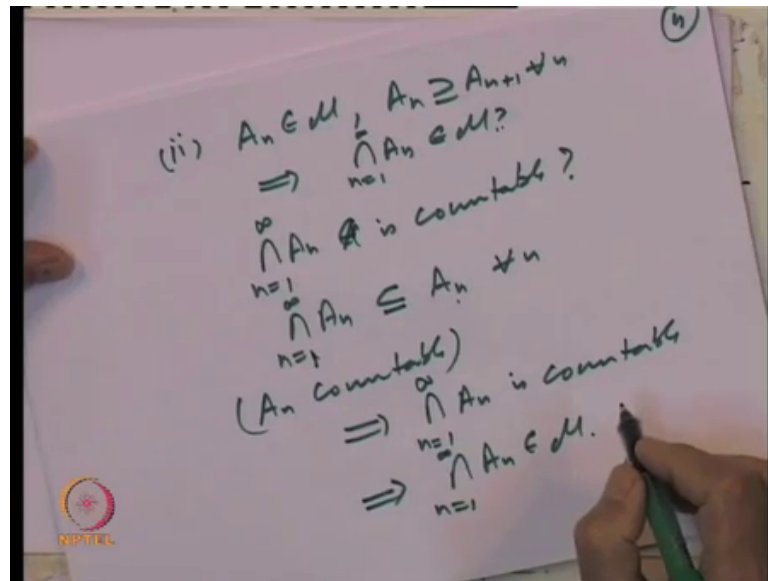 (4)
(ii) An ∈ M, An ⊇ An+1 ∀ n
⟹ ∞⋂n=1 An ∈ M?
∞⋂n=1 An is countable?
∞⋂n=1 An ⊆ An ∀ n
(An countable)
⟹ ∞⋂n=1 An is countable
⟹ ∞⋂n=1 An ∈ M.
NPTEL